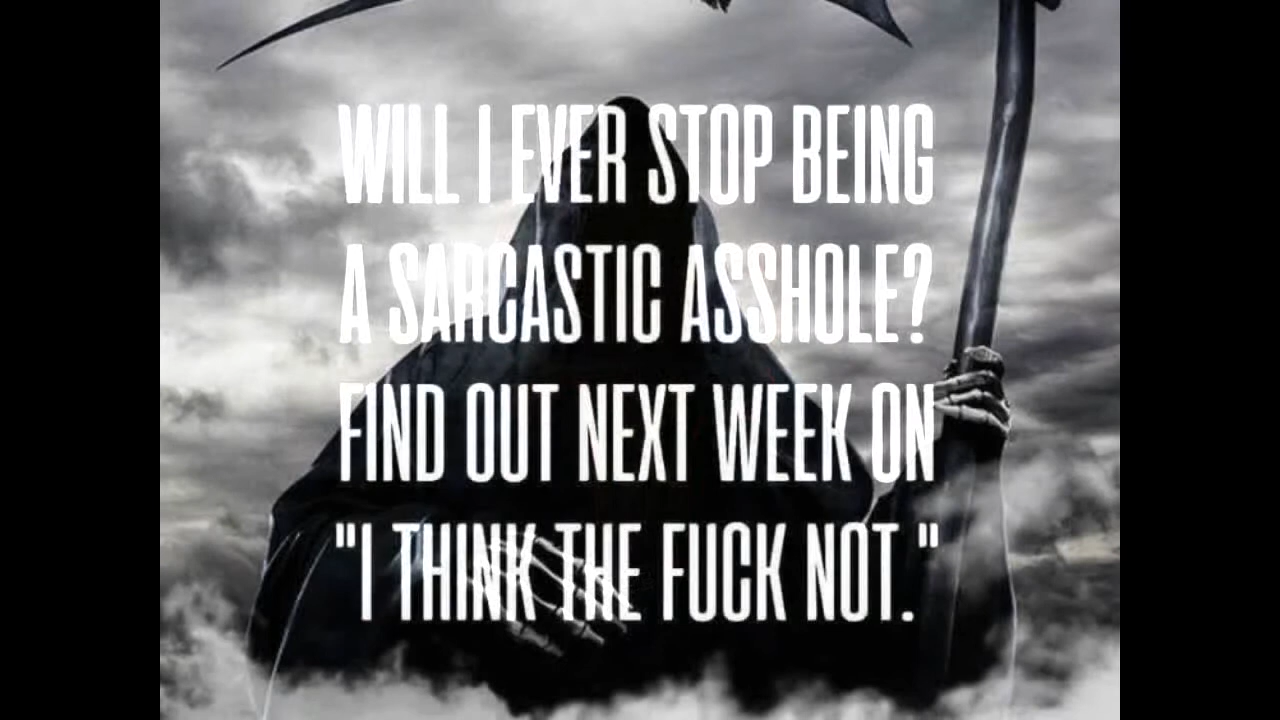 WILL I EVER STOP BEING
A SARCASTIC ASSHOLE?
FIND OUT NEXT WEEK ON
"I THINK THE FUCK NOT."